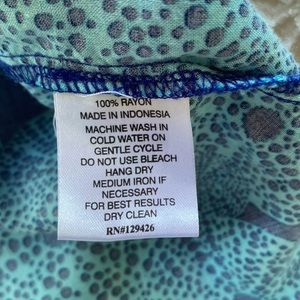 100% RAYON
MADE IN INDONESIA
MACHINE WASH IN
COLD WATER ON
GENTLE CYCLE
DO NOT USE BLEACH
HANG DRY
MEDIUM IRON IF
NECESSARY
FOR BEST RESULTS
DRY CLEAN
RN#129426